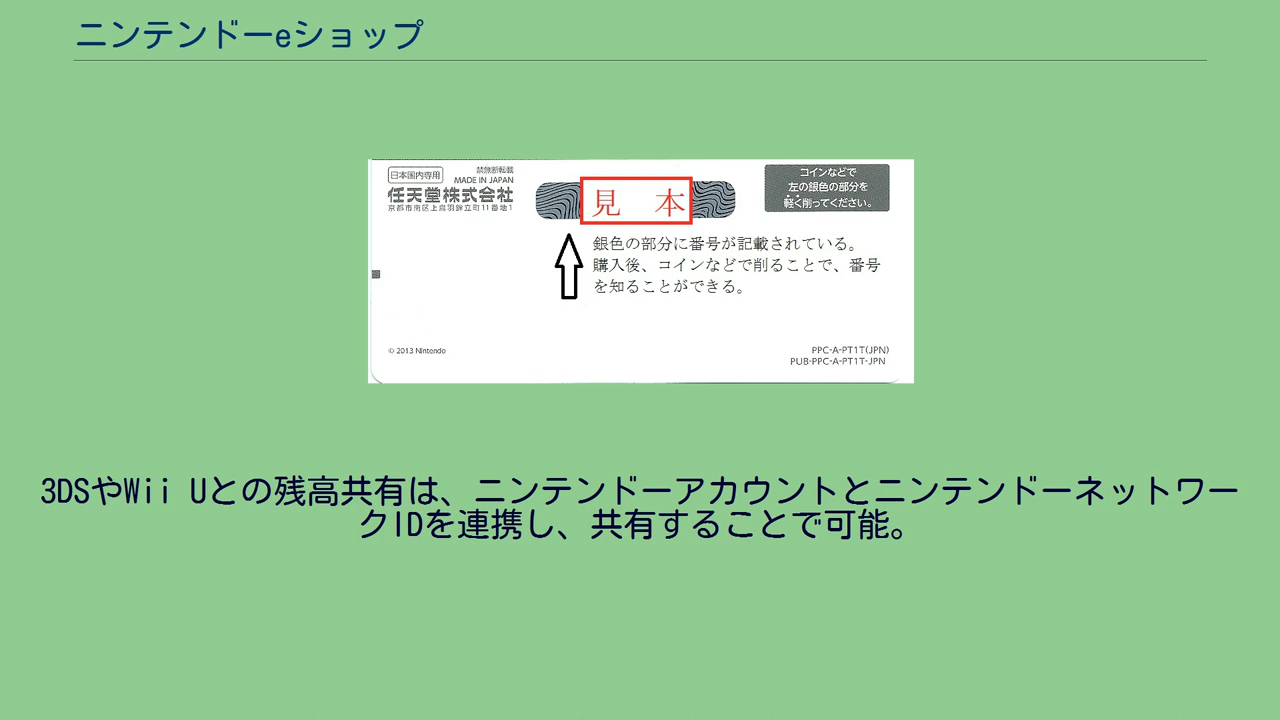 ニンテンドーeショップ
日本国内専用
禁無断転載
MADE IN JAPAN
任天堂株式会社
京都市南区上鳥羽鉾立町11番地1
見 本
コインなどで
左の銀色の部分を
軽く削ってください。
銀色の部分に番号が記載されている。
購入後、コインなどで削ることで、番号
を知ることができる。
© 2013 Nintendo
PPC-A-PT1T(JPN)
PUB-PPC-A-PT1T-JPN
3DSやWii Uとの残高共有は、ニンテンドーアカウントとニンテンドーネットワー
クIDを連携し、共有することで可能。